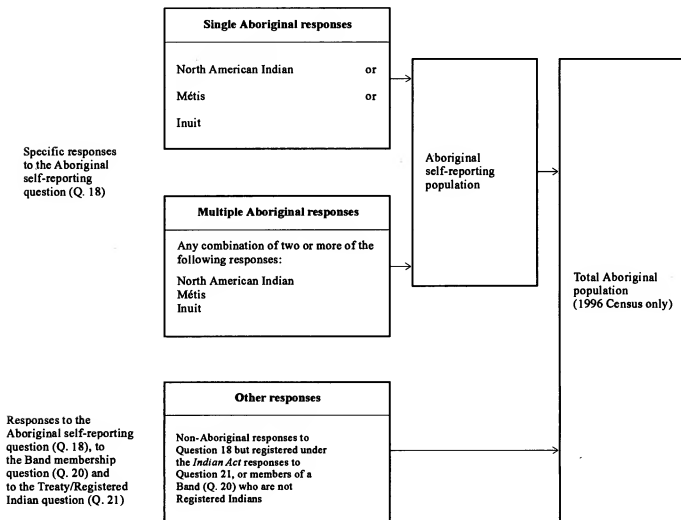 Single Aboriginal responses
North American Indian or
Métis or
Inuit
Specific responses
to the Aboriginal
self-reporting
question (Q. 18)
Aboriginal
self-reporting
population
Multiple Aboriginal responses
Any combination of two or more of the
following responses:
North American Indian
Métis
Inuit
Total Aboriginal
population
(1996 Census only)
Other responses
Responses to the
Aboriginal self-reporting
question (Q. 18), to
the Band membership
question (Q. 20) and
to the Treaty/Registered
Indian question (Q. 21)
Non-Aboriginal responses to
Question 18 but registered under
the Indian Act responses to
Question 21, or members of a
Band (Q. 20) who are not
Registered Indians